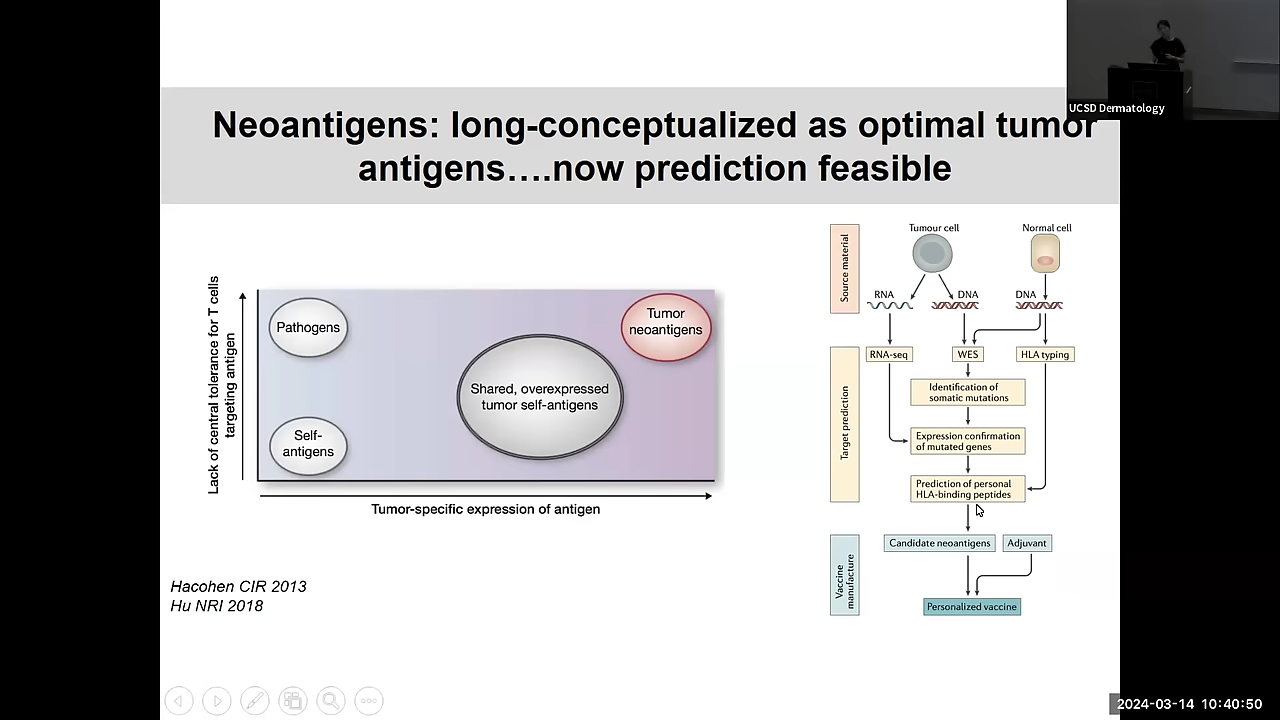 UCSD Dermatology
Neoantigens: long-conceptualized as optimal tumor
antigens….now prediction feasible
Lack of central tolerance for T cells
targeting antigen
Pathogens
Self-
antigens
Shared, overexpressed
tumor self-antigens
Tumor
neoantigens
Tumor-specific expression of antigen
Hacohen CIR 2013
Hu NRI 2018
Source material
Tumour cell
Normal cell
RNA
DNA
DNA
Target prediction
RNA-seq
WES
HLA typing
Identification of
somatic mutations
Expression confirmation
of mutated genes
Prediction of personal
HLA-binding peptides
Vaccine
manufacture
Candidate neoantigens
Adjuvant
Personalized vaccine
2024-03-14 10:40:50